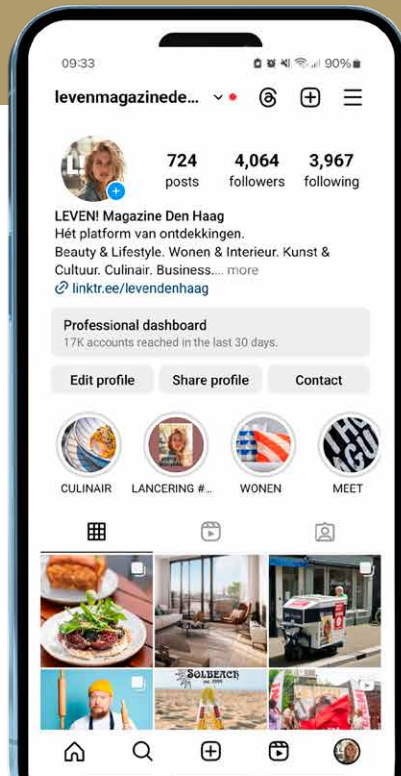 09:33
90%
levenmagazinede...
L!
724 4,064 3,967
posts followers following
LEVEN! Magazine Den Haag
Hét platform van ontdekkingen.
Beauty & Lifestyle. Wonen & Interieur. Kunst &
Cultuur. Culinair. Business.... more
linktr.ee/levendenhaag
Professional dashboard
17K accounts reached in the last 30 days.
Edit profile Share profile Contact
CULINAIR LANCERING #... WONEN MEET
SOLBEACH